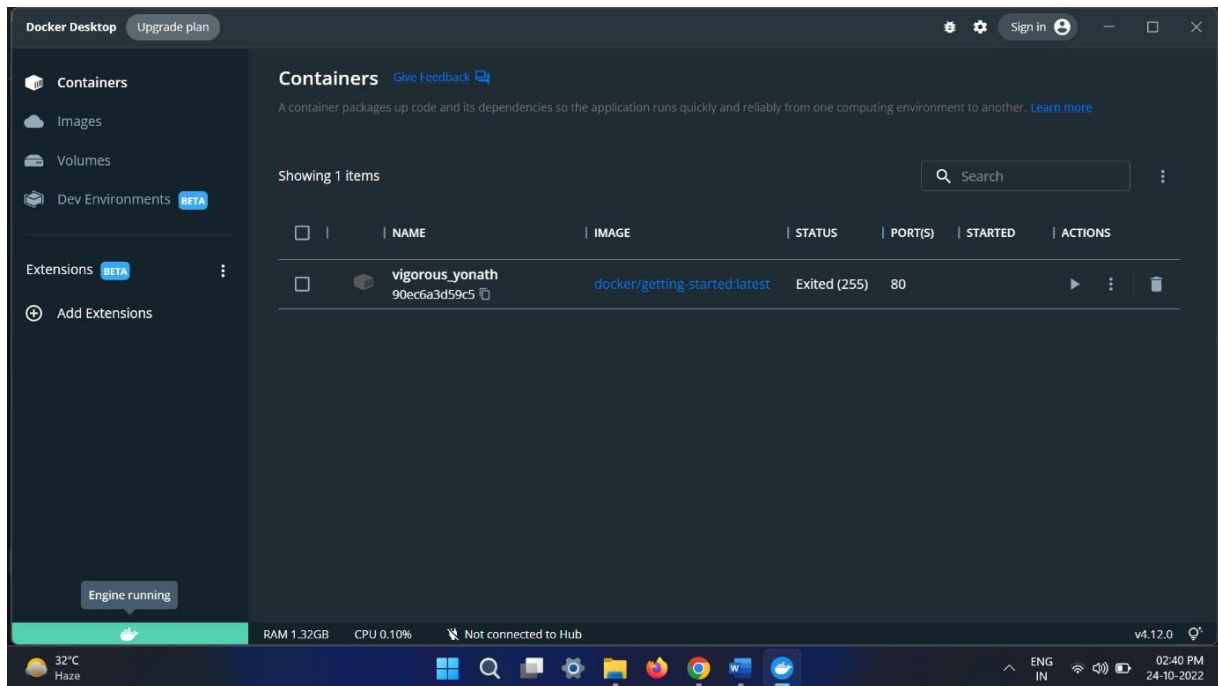 Docker Desktop Upgrade plan Sign in
Containers
Images
Volumes
Dev Environments BETA
Extensions BETA
Add Extensions
Containers Give Feedback
A container packages up code and its dependencies so the application runs quickly and reliably from one computing environment to another. Learn more
Showing 1 items Search
NAME IMAGE STATUS PORT(S) STARTED ACTIONS
vigorous_yonath docker/getting-started:latest Exited (255) 80
90ec6a3d59c5
Engine running
RAM 1.32GB CPU 0.10% Not connected to Hub v4.12.0
32°C
Haze
ENG
IN
02:40 PM
24-10-2022